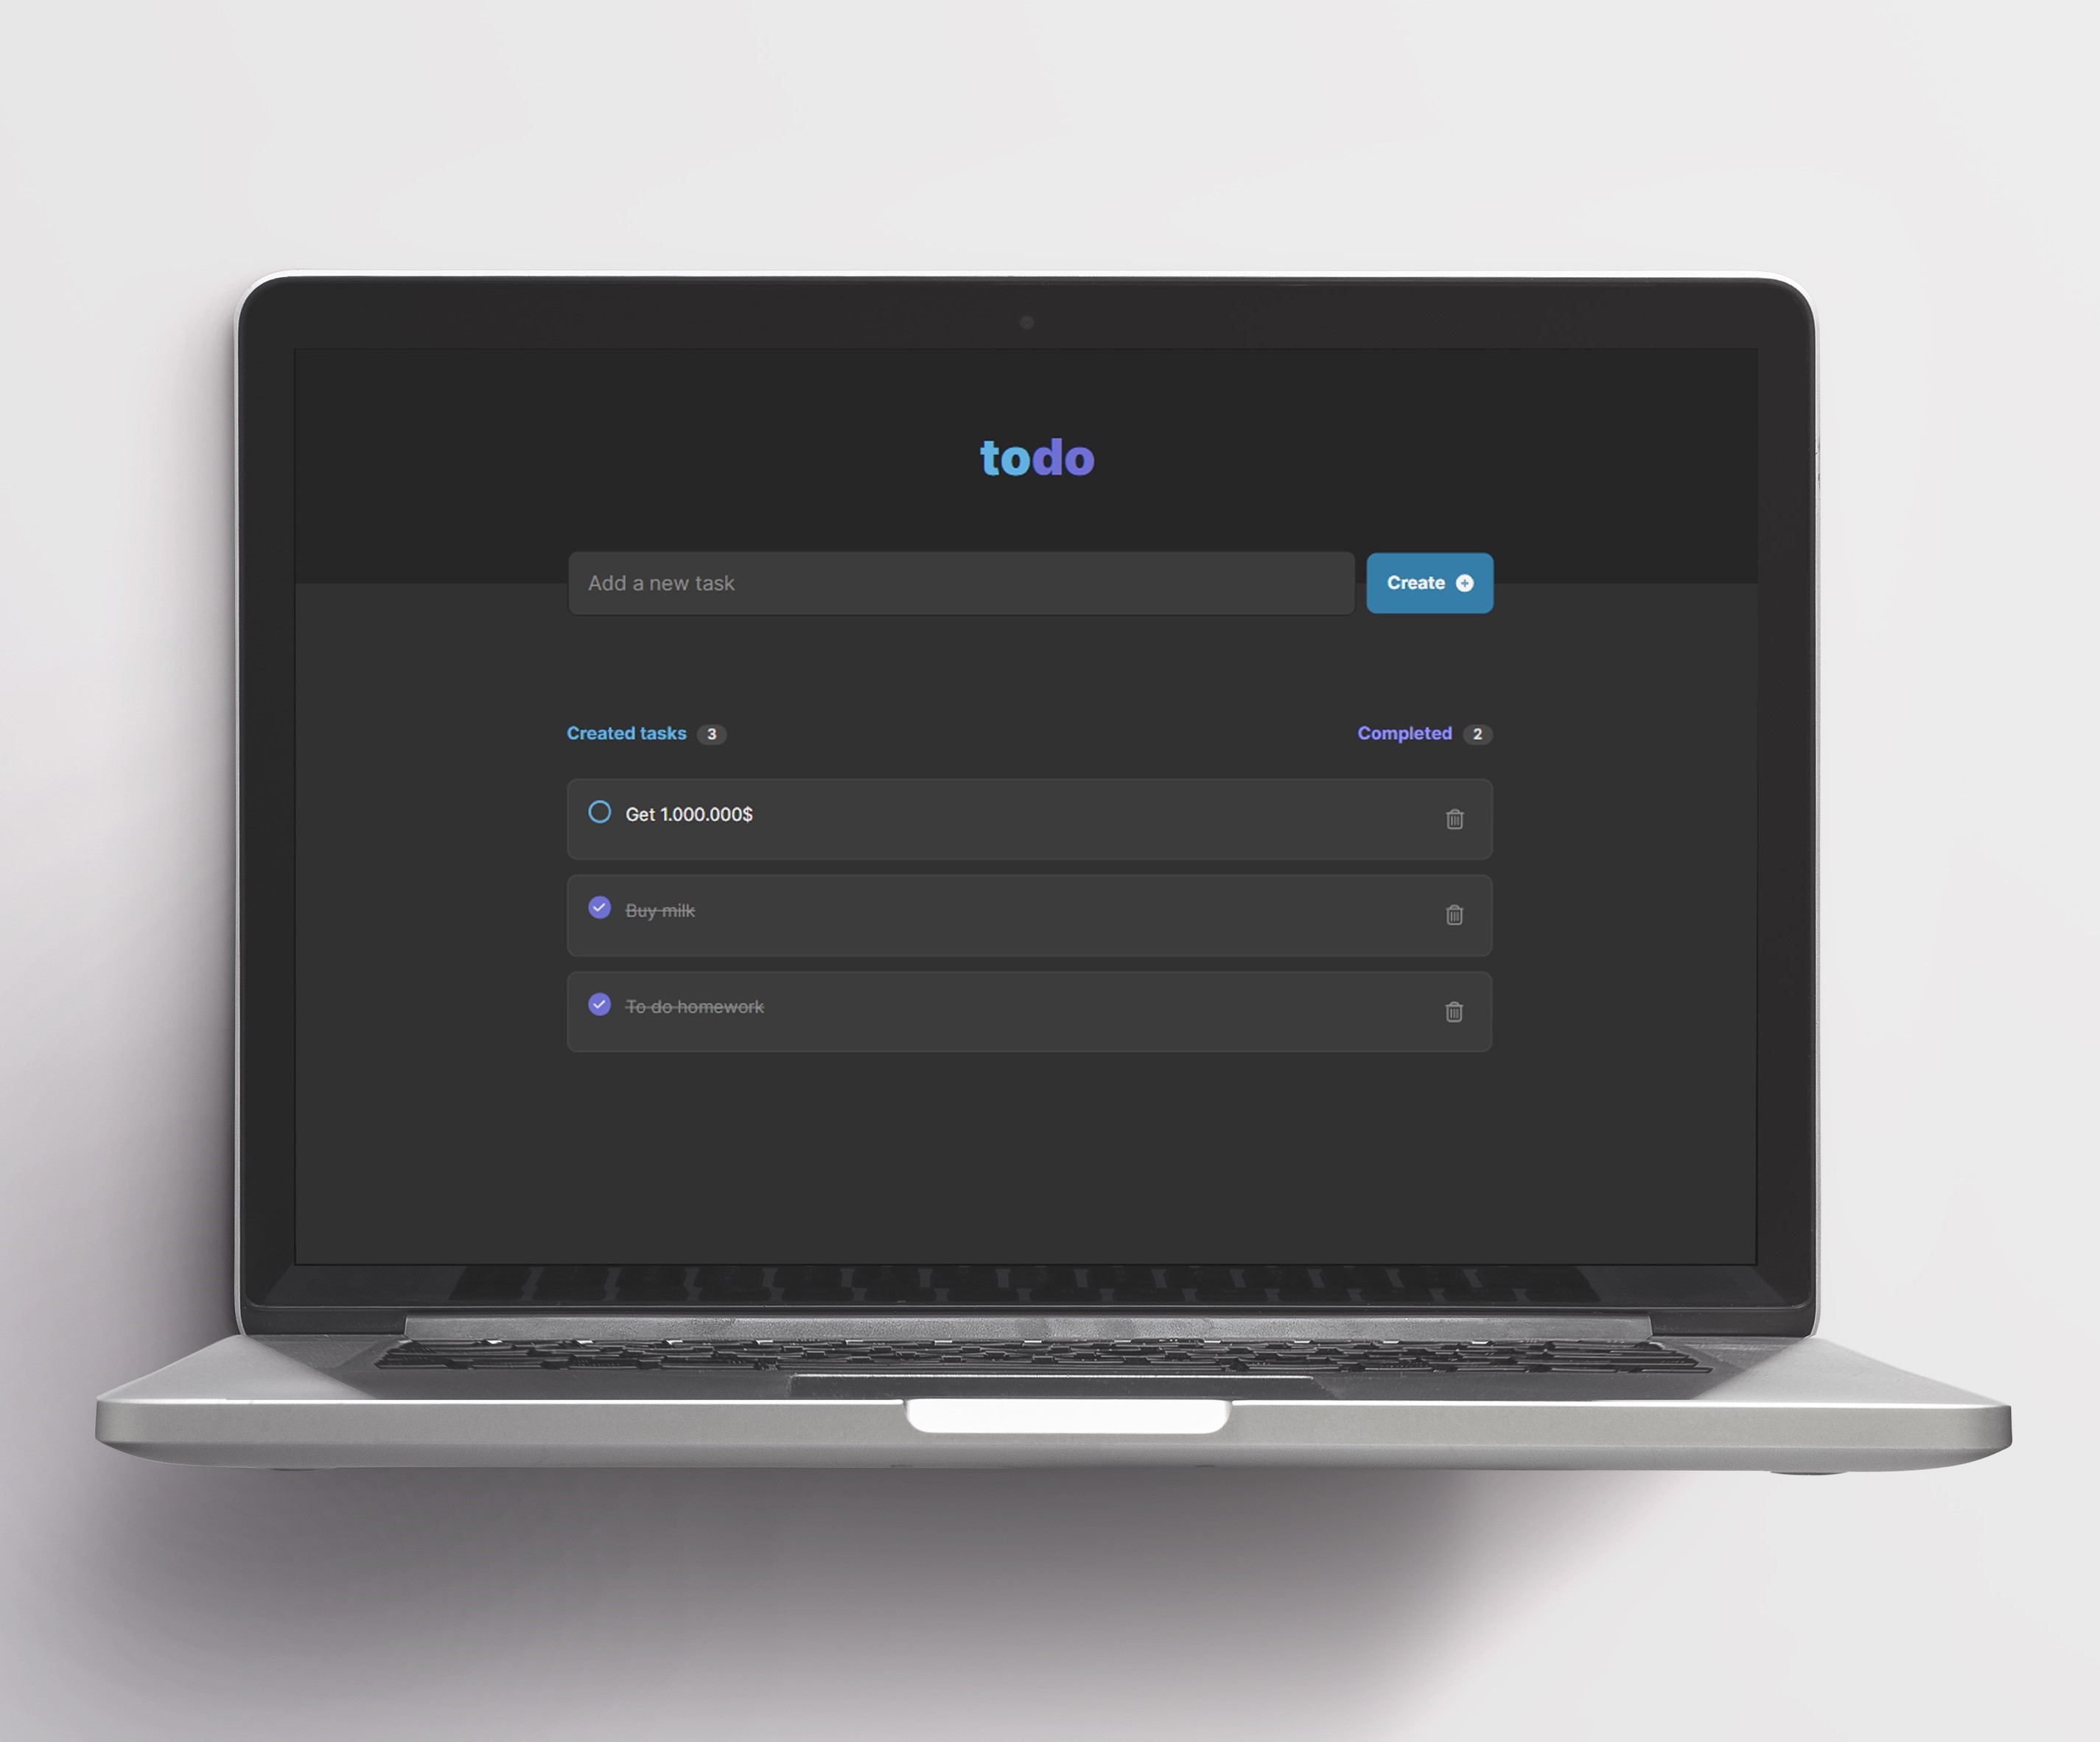 todo
Add a new task
Create
Created tasks 3
Completed 2
Get 1.000.000$
Buy milk
To do homework